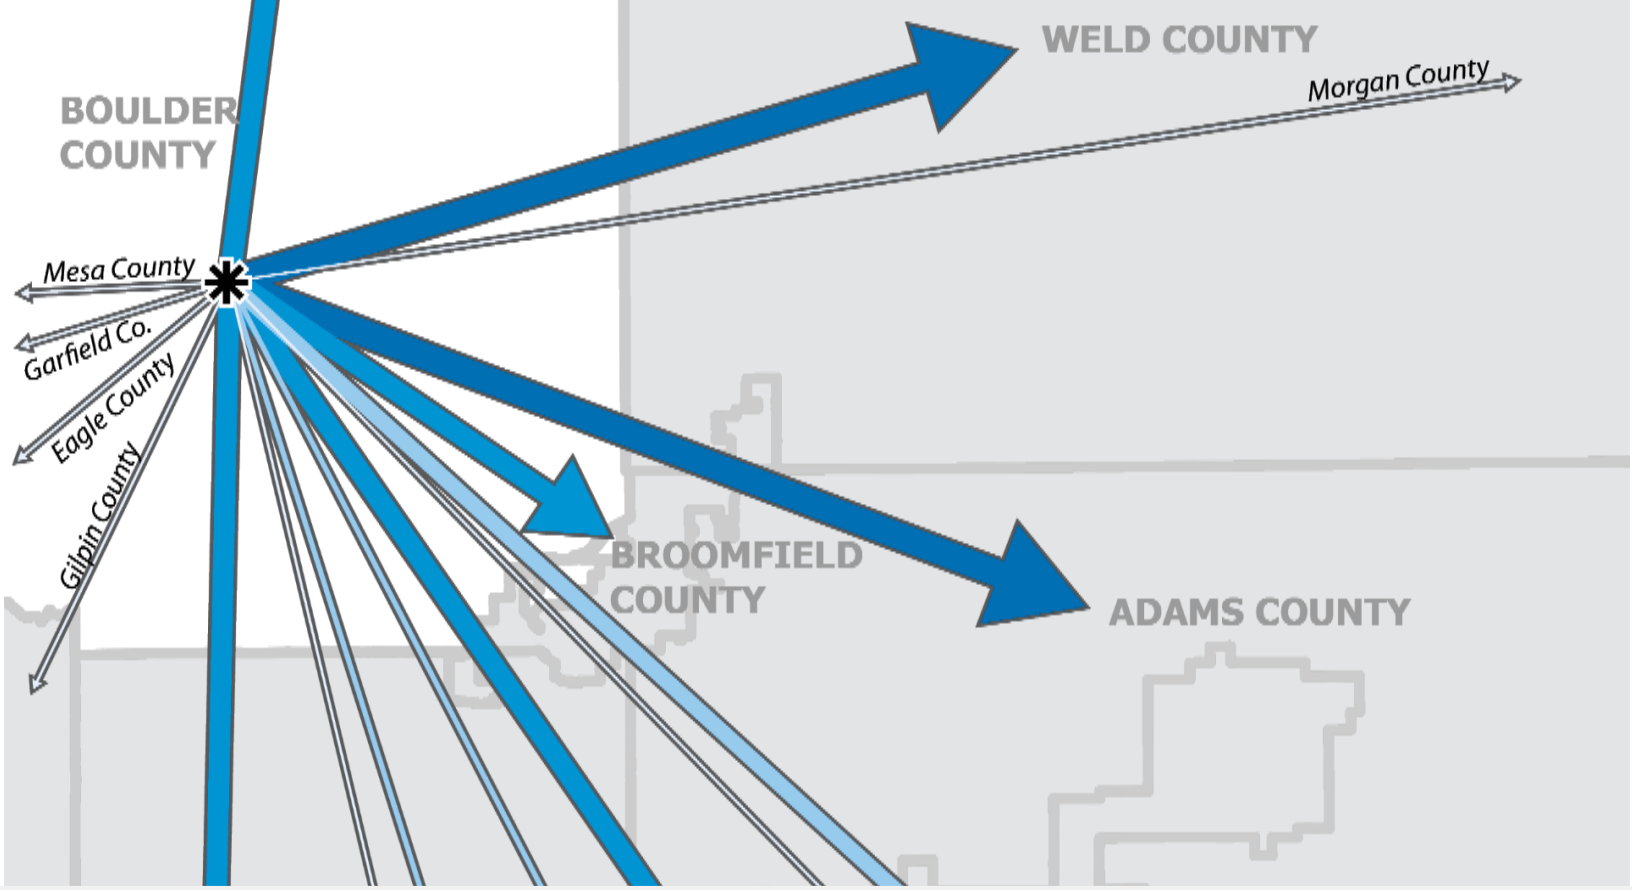 WELD COUNTY
Morgan County
BOULDER
COUNTY
Mesa County
Garfield Co.
Eagle County
Gilpin County
BROOMFIELD
COUNTY
ADAMS COUNTY